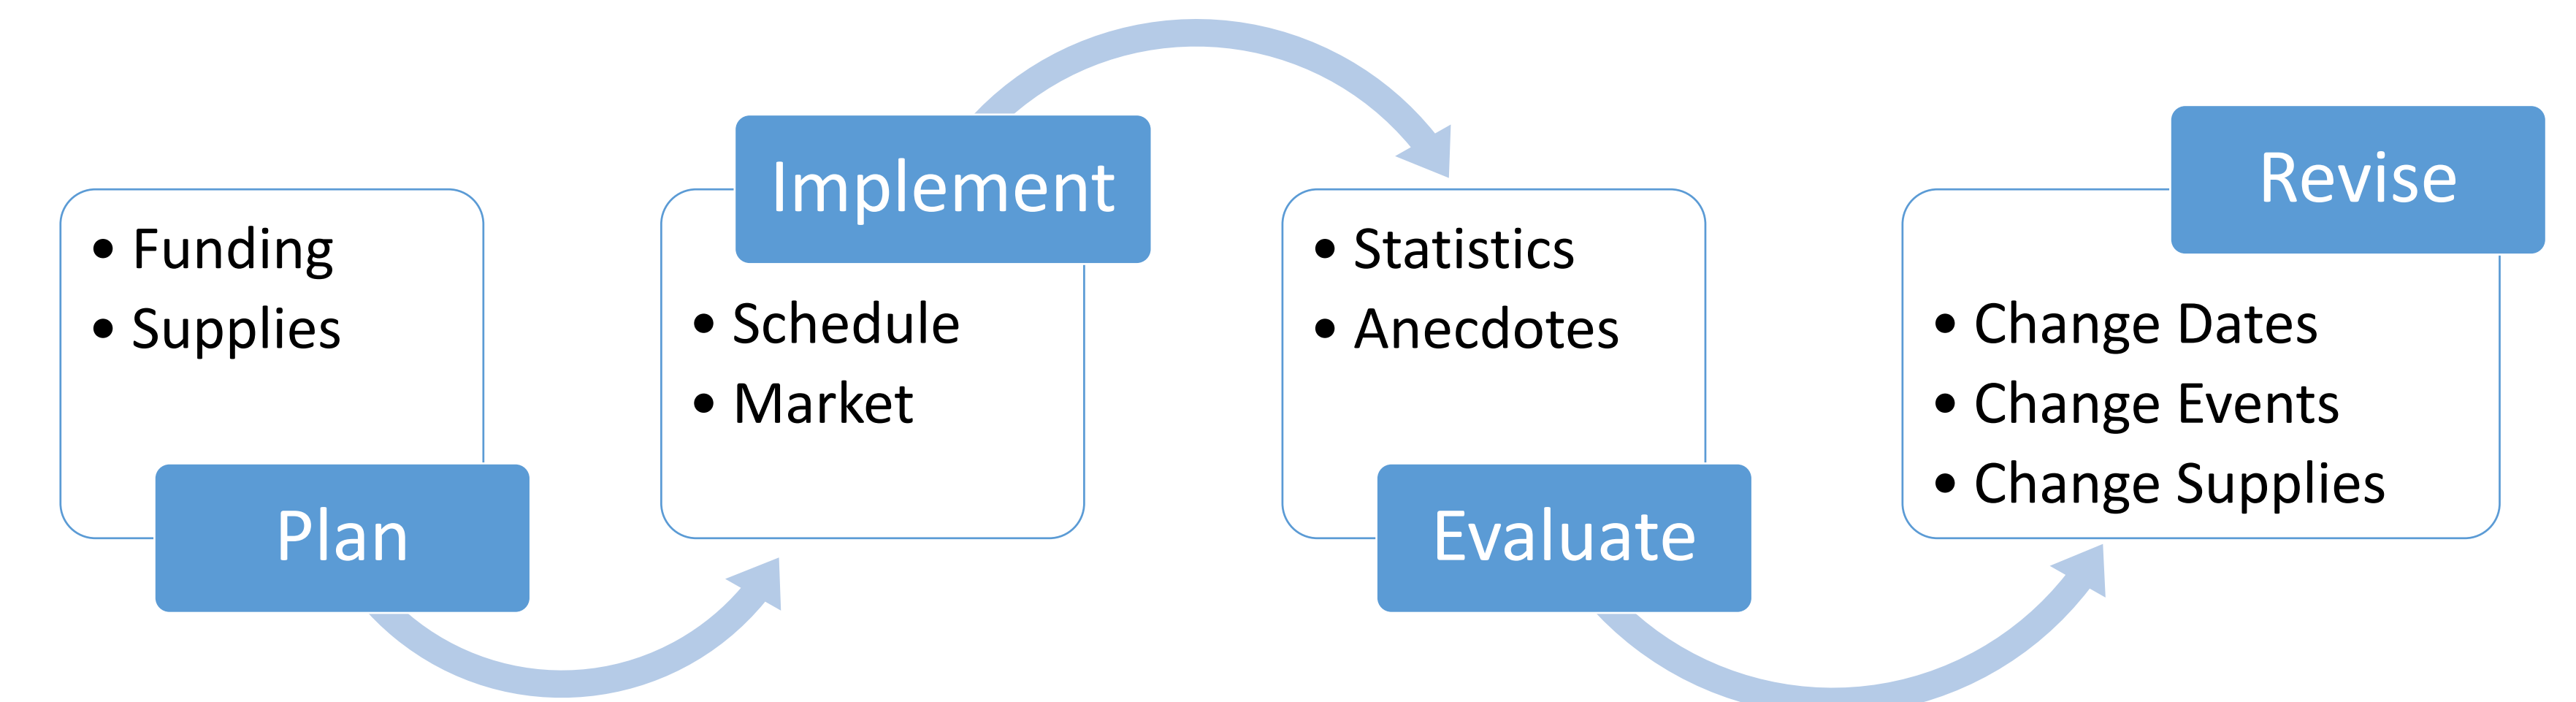 • Funding
• Supplies
Plan
Implement
• Schedule
• Market
• Statistics
• Anecdotes
Evaluate
Revise
• Change Dates
• Change Events
• Change Supplies